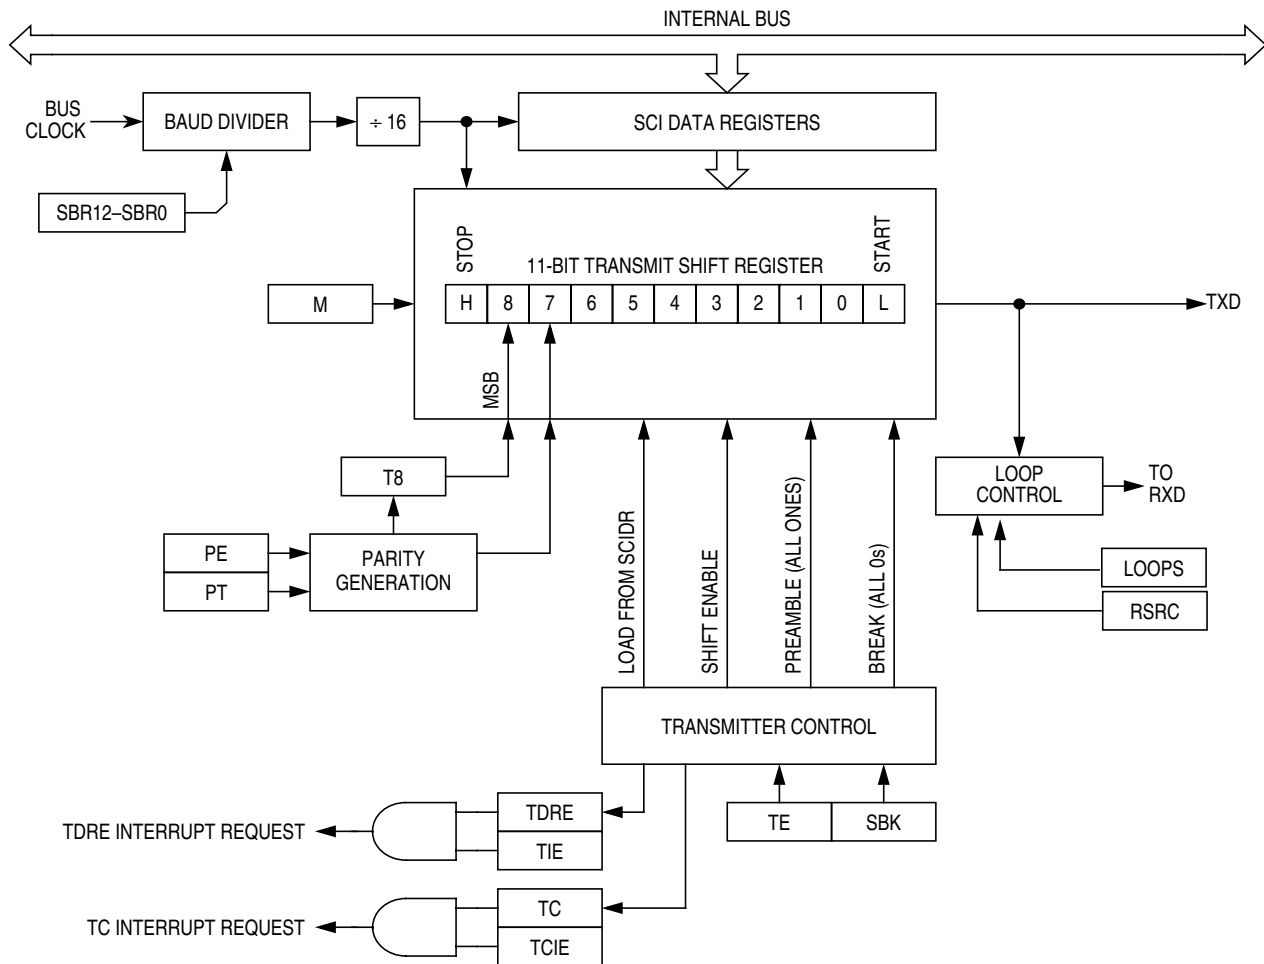 INTERNAL BUS
BUS
CLOCK
BAUD DIVIDER
÷ 16
SCI DATA REGISTERS
SBR12–SBR0
STOP
11-BIT TRANSMIT SHIFT REGISTER
START
M
H 8 7 6 5 4 3 2 1 0 L
TXD
MSB
T8
LOOP
CONTROL
TO
RXD
PE
PT
PARITY
GENERATION
LOAD FROM SCIDR
SHIFT ENABLE
PREAMBLE (ALL ONES)
BREAK (ALL 0s)
LOOPS
RSRC
TRANSMITTER CONTROL
TE
SBK
TDRE INTERRUPT REQUEST
TDRE
TIE
TC INTERRUPT REQUEST
TC
TCIE